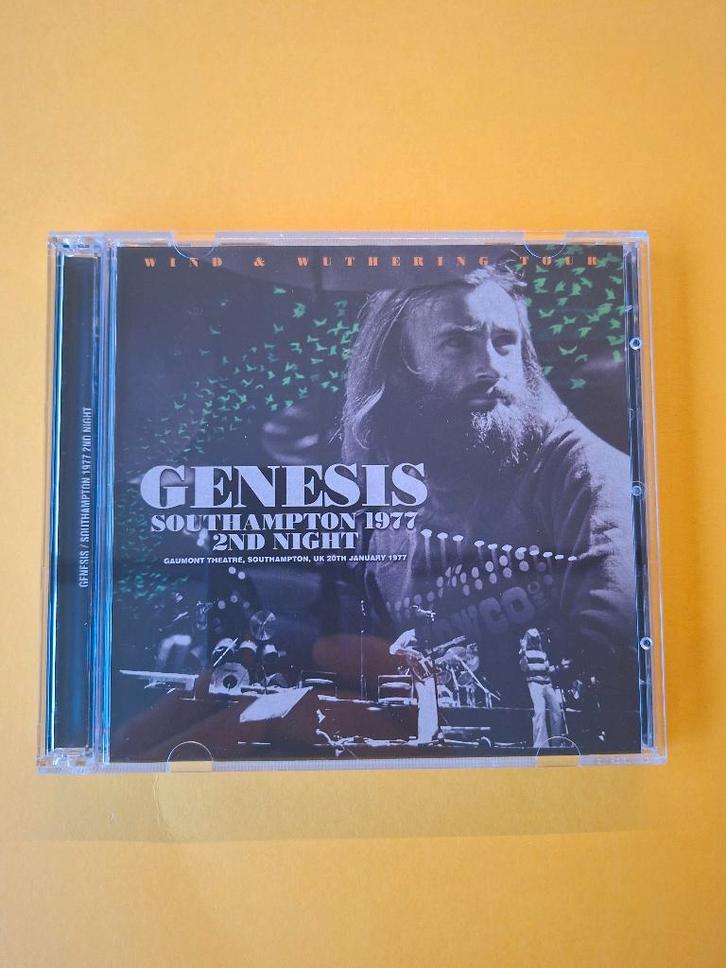 WIND & WUTHERING TOUR
GENESIS
SOUTHAMPTON 1977
2ND NIGHT
GAUMONT THEATRE, SOUTHAMPTON, UK 20TH JANUARY 1977
GENESIS / SOUTHAMPTON 1977 2ND NIGHT